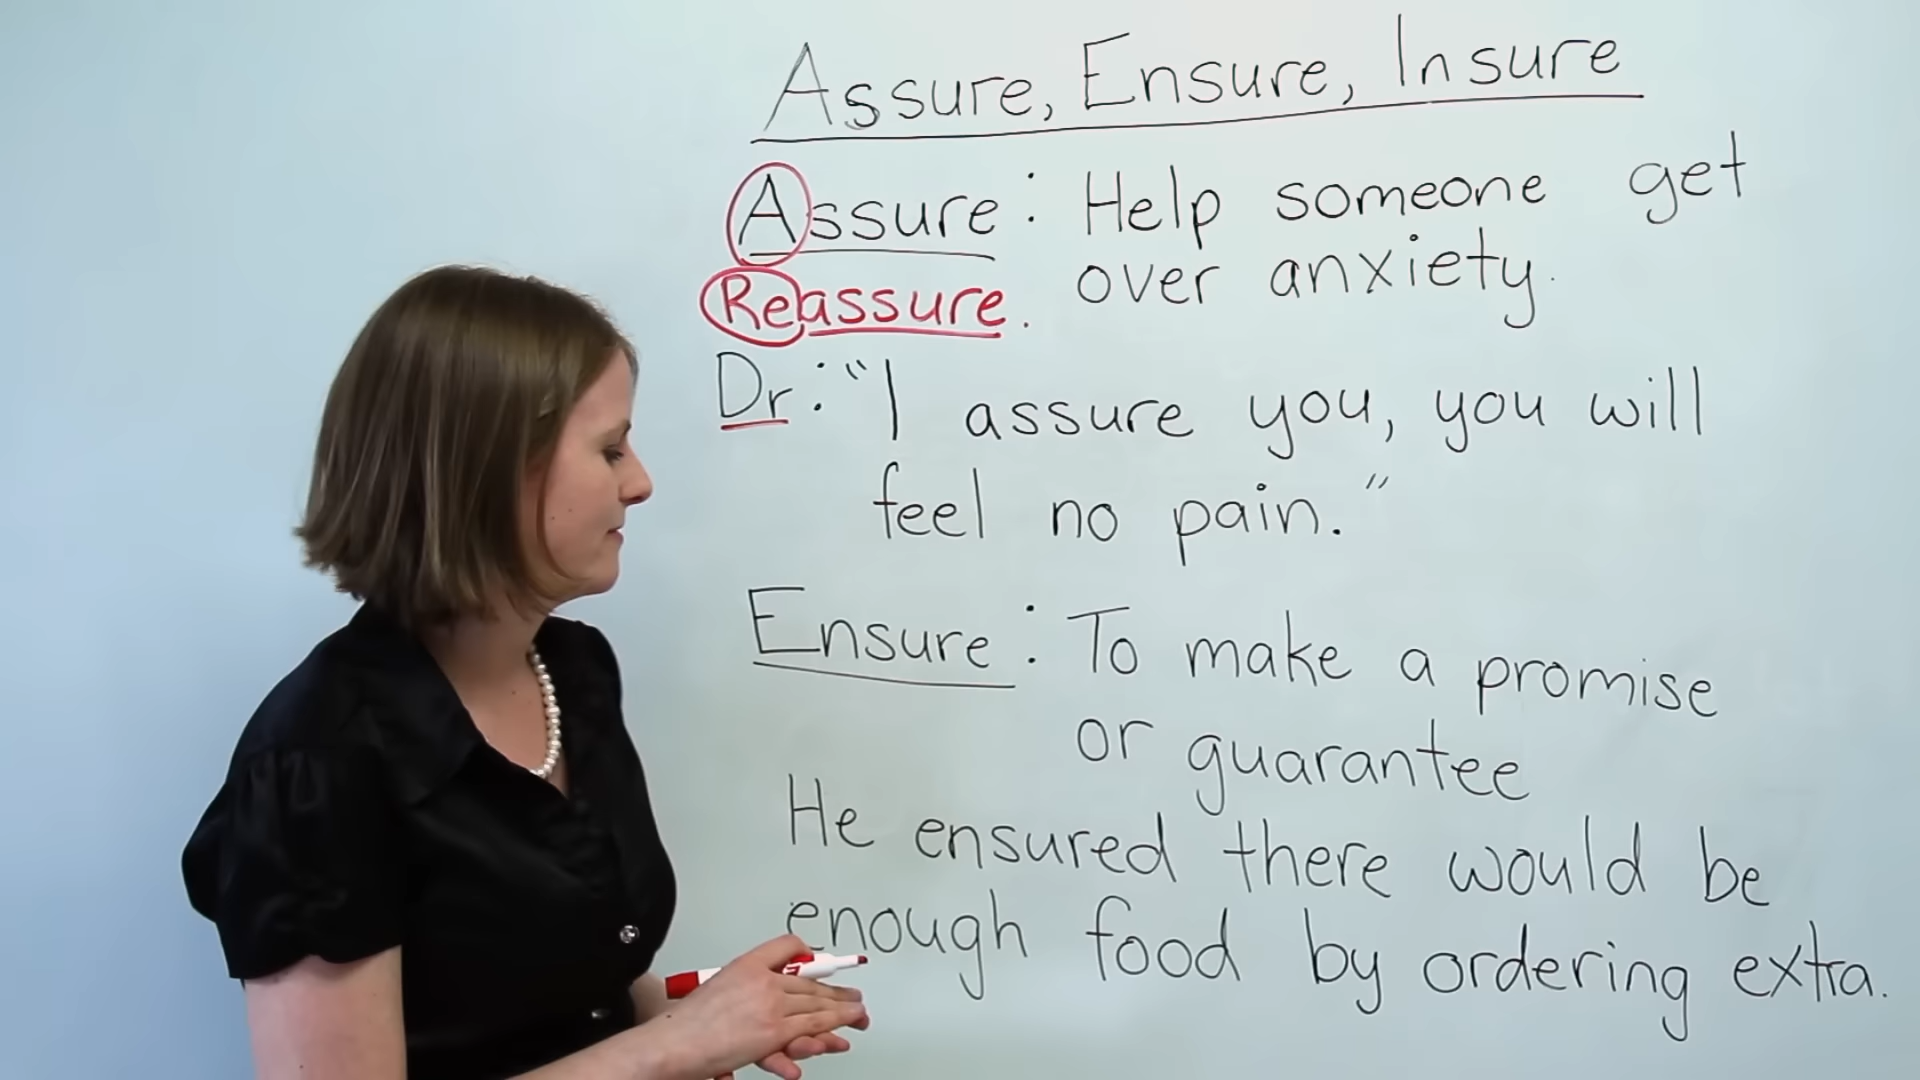 Assure, Ensure, Insure
Assure: Help someone get
over anxiety.
Reassure.
Dr: "I assure you, you will
feel no pain."
Ensure: To make a promise
or guarantee
He ensured there would be
enough food by ordering extra.